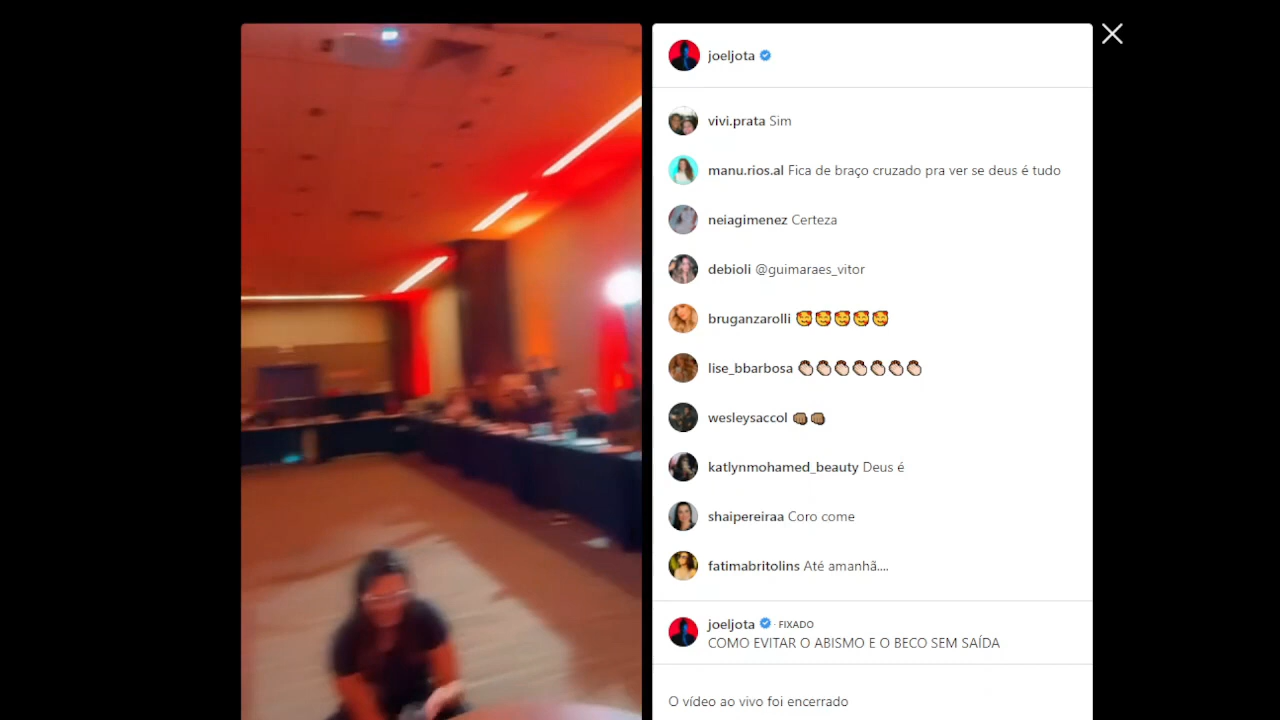 joeljota
vivi.prata Sim
manu.rios.al Fica de braço cruzado pra ver se deus é tudo
neiagimenez Certeza
debioli @guimaraes_vitor
bruganzarolli 🥰🥰🥰🥰🥰
lise_bbarbosa 👏🏻👏🏻👏🏻👏🏻👏🏻👏🏻👏🏻
wesleysaccol 👊🏽👊🏽
katlynmohamed_beauty Deus é
shaipereiraa Coro come
fatimabritolins Até amanhã....
joeljota · FIXADO
COMO EVITAR O ABISMO E O BECO SEM SAÍDA
O vídeo ao vivo foi encerrado